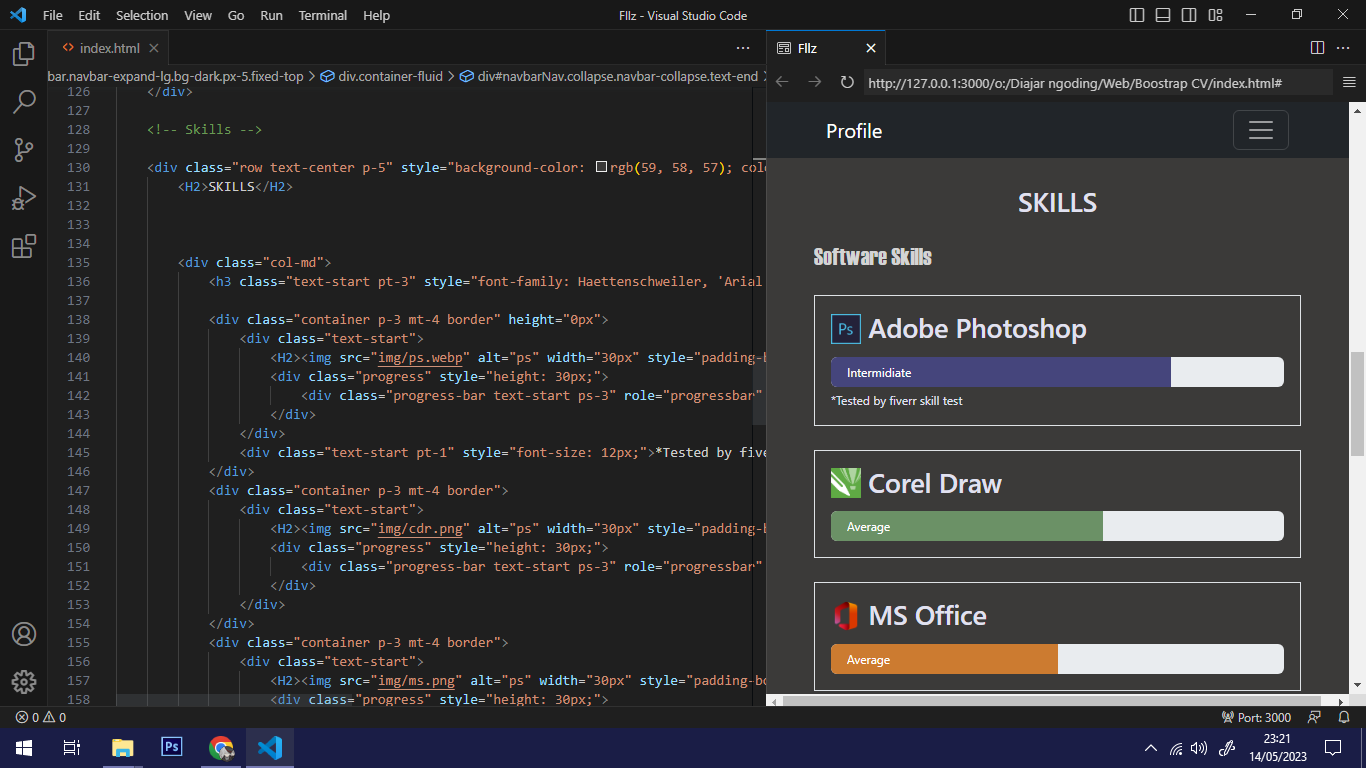 File Edit Selection View Go Run Terminal Help
Fllz - Visual Studio Code
index.html
bar.navbar-expand-lg.bg-dark.px-5.fixed-top > div.container-fluid > div#navbarNav.collapse.navbar-collapse.text-end >
126 </div>
127
128 <!-- Skills -->
129
130 <div class="row text-center p-5" style="background-color: rgb(59, 58, 57); col
131 <H2>SKILLS</H2>
132
133
134
135 <div class="col-md">
136 <h3 class="text-start pt-3" style="font-family: Haettenschweiler, 'Arial
137
138 <div class="container p-3 mt-4 border" height="0px">
139 <div class="text-start">
140 <H2><img src="img/ps.webp" alt="ps" width="30px" style="padding-b
141 <div class="progress" style="height: 30px;">
142 <div class="progress-bar text-start ps-3" role="progressbar"
143 </div>
144 </div>
145 <div class="text-start pt-1" style="font-size: 12px;">*Tested by five
146 </div>
147 <div class="container p-3 mt-4 border">
148 <div class="text-start">
149 <H2><img src="img/cdr.png" alt="ps" width="30px" style="padding-b
150 <div class="progress" style="height: 30px;">
151 <div class="progress-bar text-start ps-3" role="progressbar"
152 </div>
153 </div>
154 </div>
155 <div class="container p-3 mt-4 border">
156 <div class="text-start">
157 <H2><img src="img/ms.png" alt="ps" width="30px" style="padding-bo
158 <div class="progress" style="height: 30px;">
Fllz
http://127.0.0.1:3000/o:/Diajar ngoding/Web/Boostrap CV/index.html#
Profile
SKILLS
Software Skills
Ps Adobe Photoshop
Intermidiate
*Tested by fiverr skill test
Corel Draw
Average
MS Office
Average
0 0
Port: 3000
Ps
23:21
14/05/2023